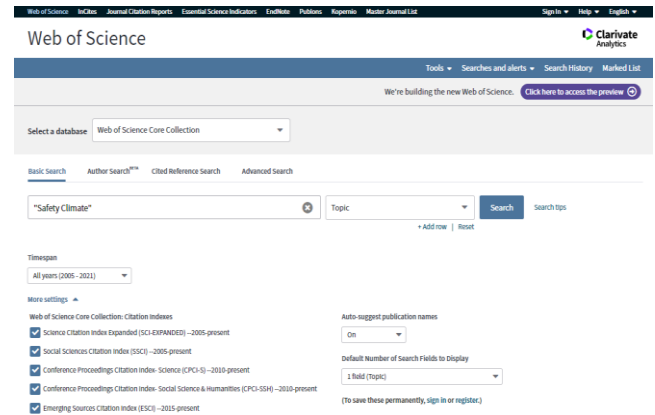 Web of Science InCites Journal Citation Reports Essential Science Indicators EndNote Publons Kopernio Master Journal List Sign In Help English
Web of Science
Clarivate
Analytics
Tools Searches and alerts Search History Marked List
We're building the new Web of Science. Click here to access the preview
Select a database Web of Science Core Collection
Basic Search Author Search BETA Cited Reference Search Advanced Search
"Safety Climate" Topic Search Search tips
+ Add row | Reset
Timespan
All years (2005 - 2021)
More settings
Web of Science Core Collection: Citation Indexes Auto-suggest publication names
Science Citation Index Expanded (SCI-EXPANDED) --2005-present On
Social Sciences Citation Index (SSCI) --2005-present
Conference Proceedings Citation Index- Science (CPCI-S) --2010-present Default Number of Search Fields to Display
1 field (Topic)
Conference Proceedings Citation Index- Social Science & Humanities (CPCI-SSH) --2010-present
(To save these permanently, sign in or register.)
Emerging Sources Citation Index (ESCI) --2015-present